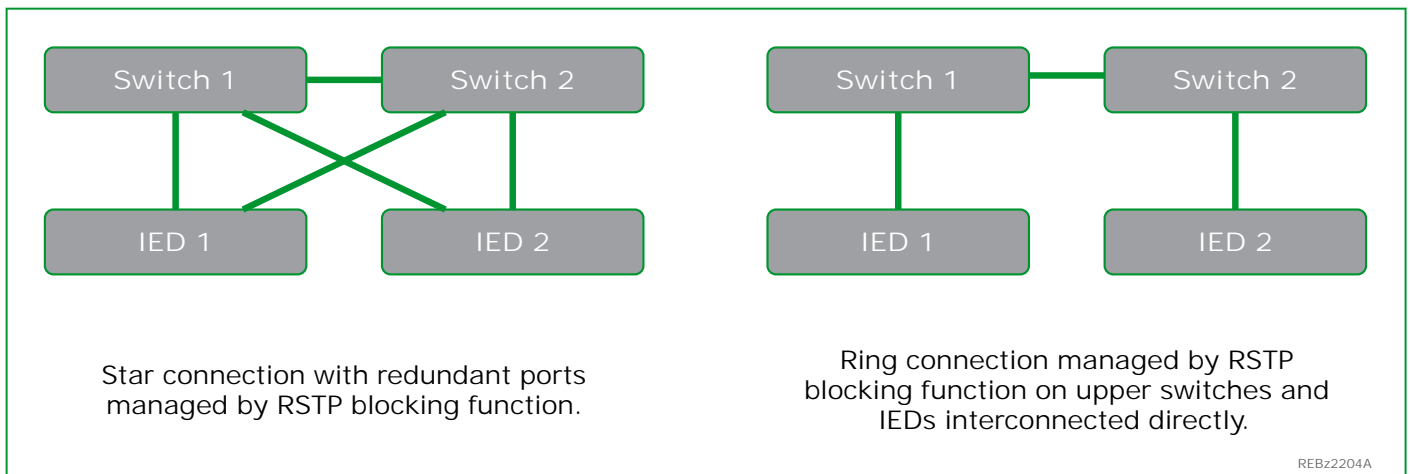 Switch 1
Switch 2
IED 1
IED 2
Star connection with redundant ports
managed by RSTP blocking function.
Switch 1
Switch 2
IED 1
IED 2
Ring connection managed by RSTP
blocking function on upper switches and
IEDs interconnected directly.
REBz2204A